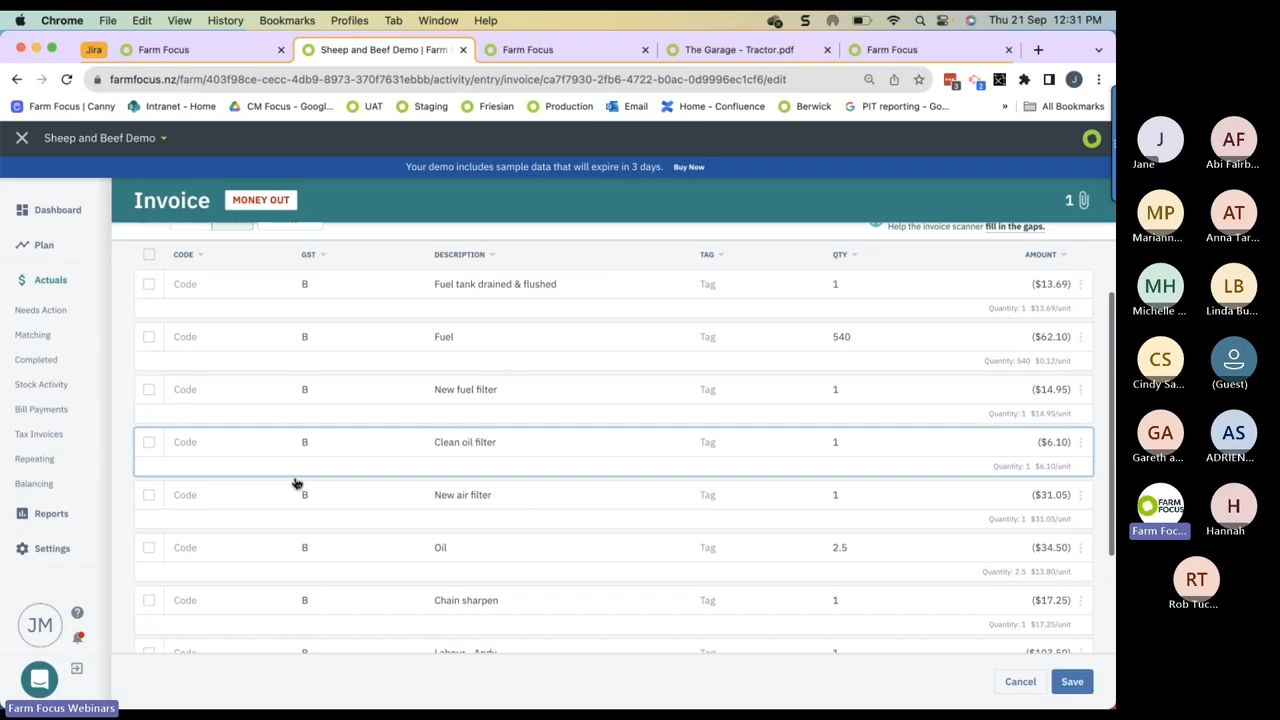 Chrome File Edit View History Bookmarks Profiles Tab Window Help Thu 21 Sep 12:31 PM
Jira Farm Focus Sheep and Beef Demo | Farm Farm Focus The Garage - Tractor.pdf Farm Focus
farmfocus.nz/farm/403f98ce-cecc-4db9-8973-370f7631ebbb/activity/entry/invoice/ca7f7930-2fb6-4722-b0ac-0d9996ec1cf6/edit 3 2 J
Farm Focus | Canny Intranet - Home CM Focus - Googl... UAT Staging Friesian Production Email Home - Confluence Berwick PIT reporting - Go... » All Bookmarks
Sheep and Beef Demo
Your demo includes sample data that will expire in 3 days. Buy Now
Dashboard
Plan
Actuals
Needs Action
Matching
Completed
Stock Activity
Bill Payments
Tax Invoices
Repeating
Balancing
Reports
Settings
JM
Farm Focus Webinars
Invoice MONEY OUT 1
Help the invoice scanner fill in the gaps.
CODE GST DESCRIPTION TAG QTY AMOUNT
Code B Fuel tank drained & flushed Tag 1 ($13.69)
Quantity: 1 $13.69/unit
Code B Fuel Tag 540 ($62.10)
Quantity: 540 $0.12/unit
Code B New fuel filter Tag 1 ($14.95)
Quantity: 1 $14.95/unit
Code B Clean oil filter Tag 1 ($6.10)
Quantity: 1 $6.10/unit
Code B New air filter Tag 1 ($31.05)
Quantity: 1 $31.05/unit
Code B Oil Tag 2.5 ($34.50)
Quantity: 2.5 $13.80/unit
Code B Chain sharpen Tag 1 ($17.25)
Quantity: 1 $17.25/unit
Code B Labour - Andy Tag 1 ($103.50)
Cancel Save
J AF
Jane Abi Fairb...
MP AT
Mariann... Anna Tar...
MH LB
Michelle ... Linda Bu...
CS
Cindy Sa... (Guest)
GA AS
Gareth a... ADRIEN...
FARM FOCUS H
Farm Foc... Hannah
RT
Rob Tuc...